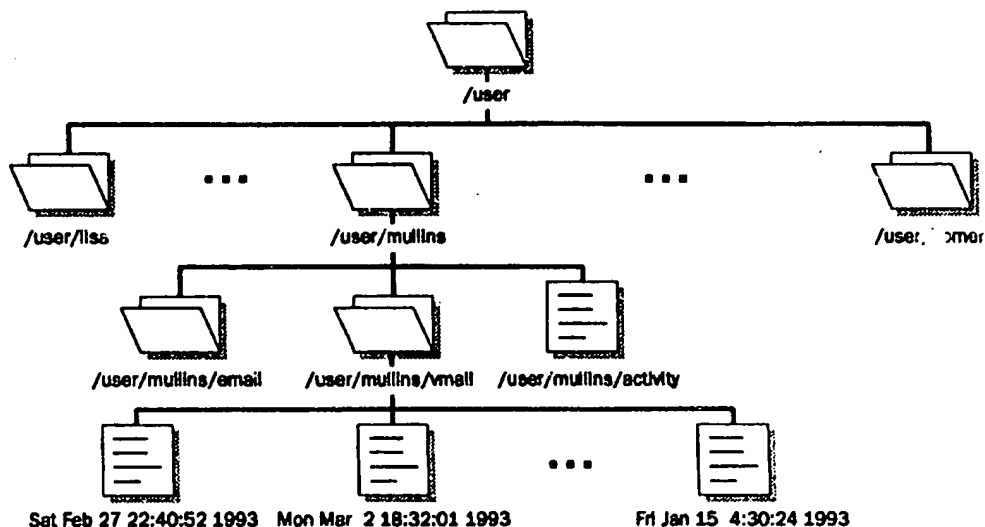 /user
/user/lisa
/user/mullins
/user,
/user/mullins/email
/user/mullins/vmail
/user/mullins/activity
Sat Feb 27 22:40:52 1993
Mon Mar 2 18:32:01 1993
Fri Jan 15 4:30:24 1993